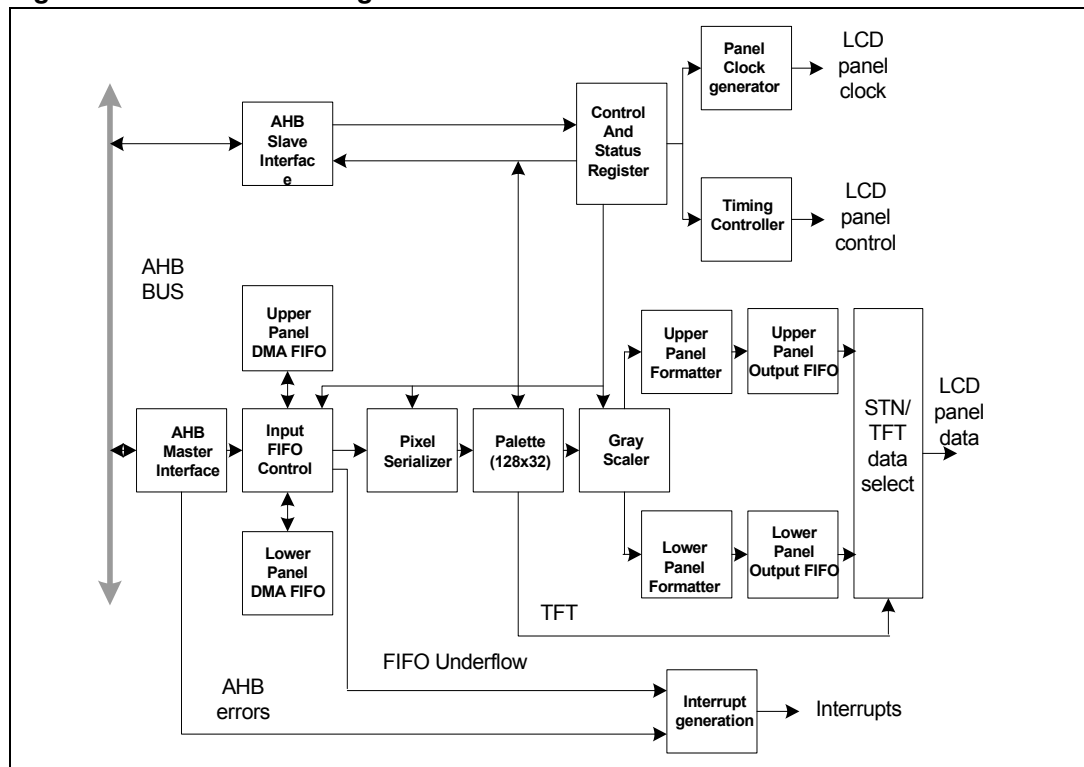 Panel
Clock
generator
LCD
panel
clock
AHB
Slave
Interfac
e
Control
And
Status
Register
Timing
Controller
LCD
panel
control
AHB
BUS
Upper
Panel
DMA FIFO
Upper
Panel
Formatter
Upper
Panel
Output FIFO
STN/
TFT
data
select
LCD
panel
data
AHB
Master
Interface
Input
FIFO
Control
Pixel
Serializer
Palette
(128x32)
Gray
Scaler
Lower
Panel
DMA FIFO
Lower
Panel
Formatter
Lower
Panel
Output FIFO
TFT
FIFO Underflow
AHB
errors
Interrupt
generation
Interrupts